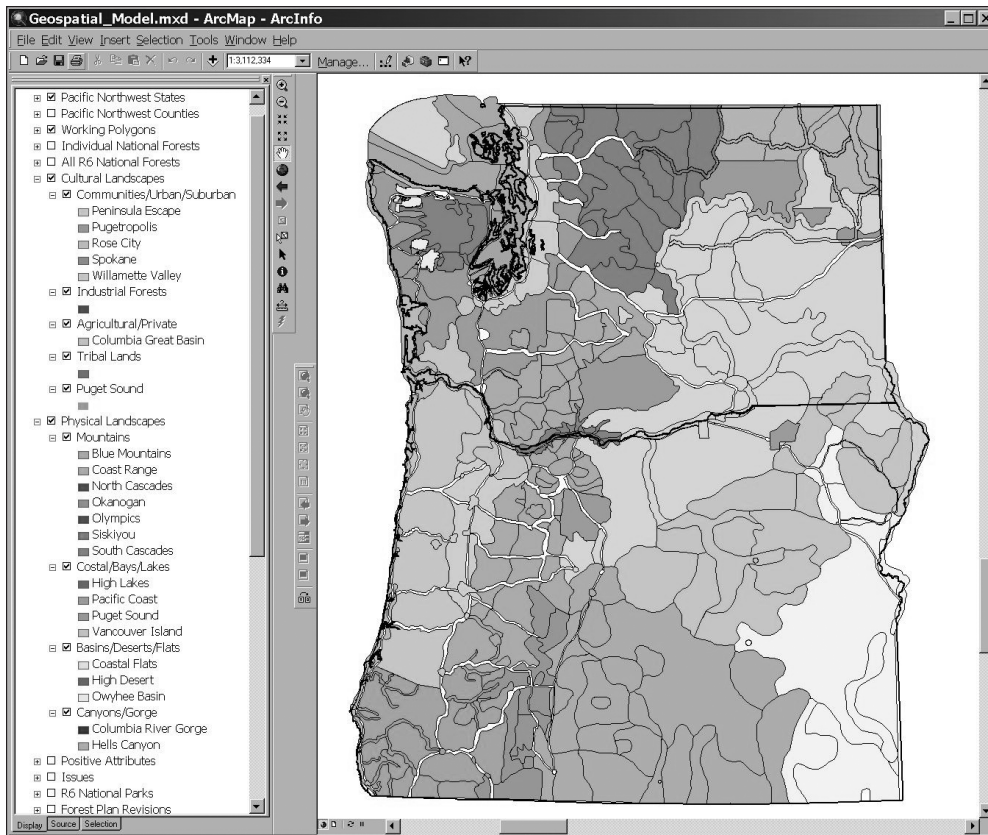 Geospatial_Model.mxd - ArcMap - ArcInfo
File Edit View Insert Selection Tools Window Help
1:3,112,334 Manage...
Pacific Northwest States
Pacific Northwest Counties
Working Polygons
Individual National Forests
All R6 National Forests
Cultural Landscapes
Communities/Urban/Suburban
Peninsula Escape
Pugetropolis
Rose City
Spokane
Willamette Valley
Industrial Forests
Agricultural/Private
Columbia Great Basin
Tribal Lands
Puget Sound
Physical Landscapes
Mountains
Blue Mountains
Coast Range
North Cascades
Okanogan
Olympics
Siskiyou
South Cascades
Costal/Bays/Lakes
High Lakes
Pacific Coast
Puget Sound
Vancouver Island
Basins/Deserts/Flats
Coastal Flats
High Desert
Owyhee Basin
Canyons/Gorge
Columbia River Gorge
Hells Canyon
Positive Attributes
Issues
R6 National Parks
Forest Plan Revisions
Display Source Selection